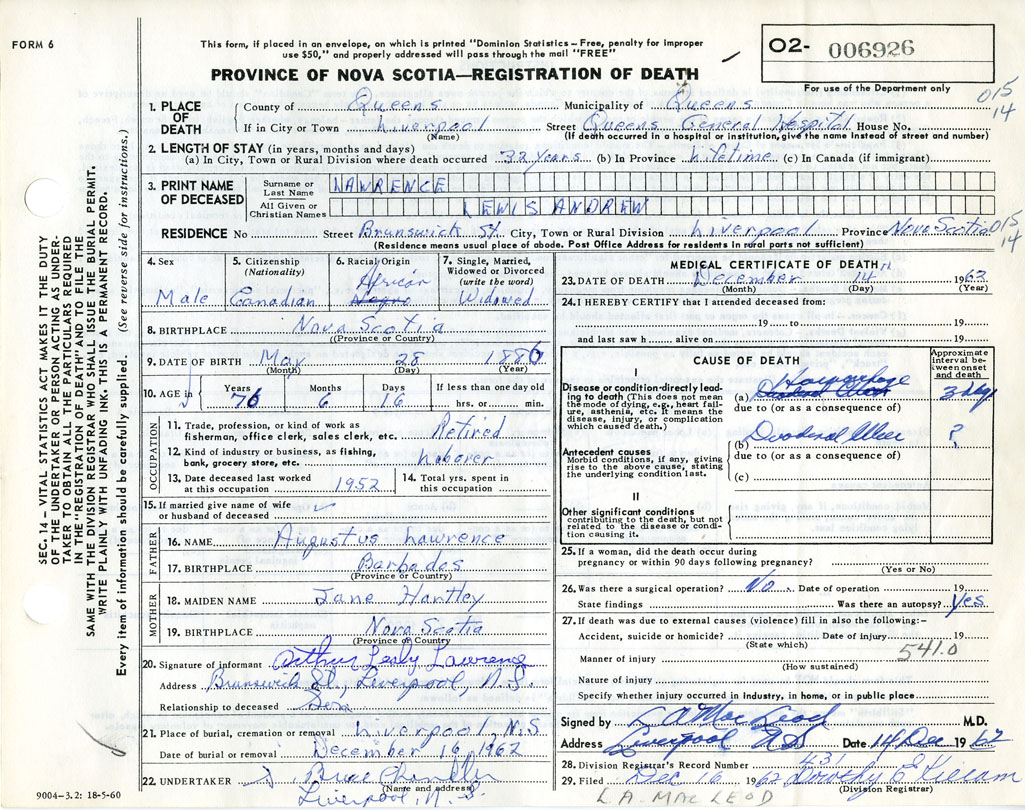 FORM 6
This form, if placed in an envelope, on which is printed "Dominion Statistics – Free, penalty for improper
use $50," and properly addressed will pass through the mail "FREE"
O2- 006926
For use of the Department only
PROVINCE OF NOVA SCOTIA—REGISTRATION OF DEATH
015
14
1. PLACE OF DEATH
County of Queens Municipality of Queens
If in City or Town Liverpool Street Queens General Hospital House No.
(Name) (If death occurred in a hospital or institution, give its name instead of street and number)
2. LENGTH OF STAY (in years, months and days)
(a) In City, Town or Rural Division where death occurred 32 years (b) In Province Lifetime (c) In Canada (if immigrant)
3. PRINT NAME OF DECEASED
Surname or Last Name LAWRENCE
All Given or Christian Names LEWIS ANDREW
RESIDENCE No Street Brunswick St. City, Town or Rural Division Liverpool Province Nova Scotia 015
14
(Residence means usual place of abode. Post Office Address for residents in rural parts not sufficient)
4. Sex Male
5. Citizenship (Nationality) Canadian
6. Racial Origin African Negro
7. Single, Married, Widowed or Divorced (write the word) Widowed
8. BIRTHPLACE Nova Scotia
(Province or Country)
9. DATE OF BIRTH May 28 1886
(Month) (Day) (Year)
10. AGE in Years 76 Months 6 Days 16 If less than one day old hrs. or min.
OCCUPATION
11. Trade, profession, or kind of work as
fisherman, office clerk, sales clerk, etc. Retired
12. Kind of industry or business, as fishing,
bank, grocery store, etc. Laborer
13. Date deceased last worked
at this occupation 1952
14. Total yrs. spent in
this occupation
15. If married give name of wife
or husband of deceased
FATHER
16. NAME Augustus Lawrence
17. BIRTHPLACE Barbados
(Province or Country)
MOTHER
18. MAIDEN NAME Jane Hartley
19. BIRTHPLACE Nova Scotia
(Province or Country)
20. Signature of informant Arthur Lesly Lawrence
Address Brunswick St., Liverpool, N.S.
Relationship to deceased Son
21. Place of burial, cremation or removal Liverpool, N.S
Date of burial or removal December 16, 1962
22. UNDERTAKER Chandler
(Name and address)
Liverpool, N.S
9004-3.2: 18-5-60
MEDICAL CERTIFICATE OF DEATH
23. DATE OF DEATH December 14th 1962
(Month) (Day) (Year)
24. I HEREBY CERTIFY that I attended deceased from:
19 to 19
and last saw h alive on 19
CAUSE OF DEATH
Approximate interval between onset and death
I
Disease or condition directly leading to death (This does not mean the mode of dying, e.g., heart failure, asthenia, etc. It means the disease, injury, or complication which caused death.)
(a) Haemorrhage Duodenal Ulcer 3 days
due to (or as a consequence of)
Antecedent causes
Morbid conditions, if any, giving rise to the above cause, stating the underlying condition last.
(b) Duodenal Ulcer ?
due to (or as a consequence of)
(c)
II
Other significant conditions
contributing to the death, but not related to the disease or condition causing it.
25. If a woman, did the death occur during
pregnancy or within 90 days following pregnancy?
(Yes or No)
26. Was there a surgical operation? No. Date of operation 19
State findings Was there an autopsy? Yes
27. If death was due to external causes (violence) fill in also the following:-
Accident, suicide or homicide? Date of injury 19
(State which) 541.0
Manner of injury
(How sustained)
Nature of injury
Specify whether injury occurred in industry, in home, or in public place
Signed by L A MacLeod M.D.
Address Liverpool N S Date 14 Dec 1962
28. Division Registrar's Record Number 431
29. Filed Dec 16 1962 Dorothy E
(Division Registrar)
L.A. MACLEOD
SEC. 14 – VITAL STATISTICS ACT MAKES IT THE DUTY
OF THE UNDERTAKER OR PERSON ACTING AS UNDER-
TAKER TO OBTAIN ALL THE PARTICULARS REQUIRED
IN THE "REGISTRATION OF DEATH" AND TO FILE THE
SAME WITH THE DIVISION REGISTRAR WHO SHALL ISSUE THE BURIAL PERMIT.
WRITE PLAINLY WITH UNFADING INK. THIS IS A PERMANENT RECORD.
Every item of information should be carefully supplied. (See reverse side for instructions.)